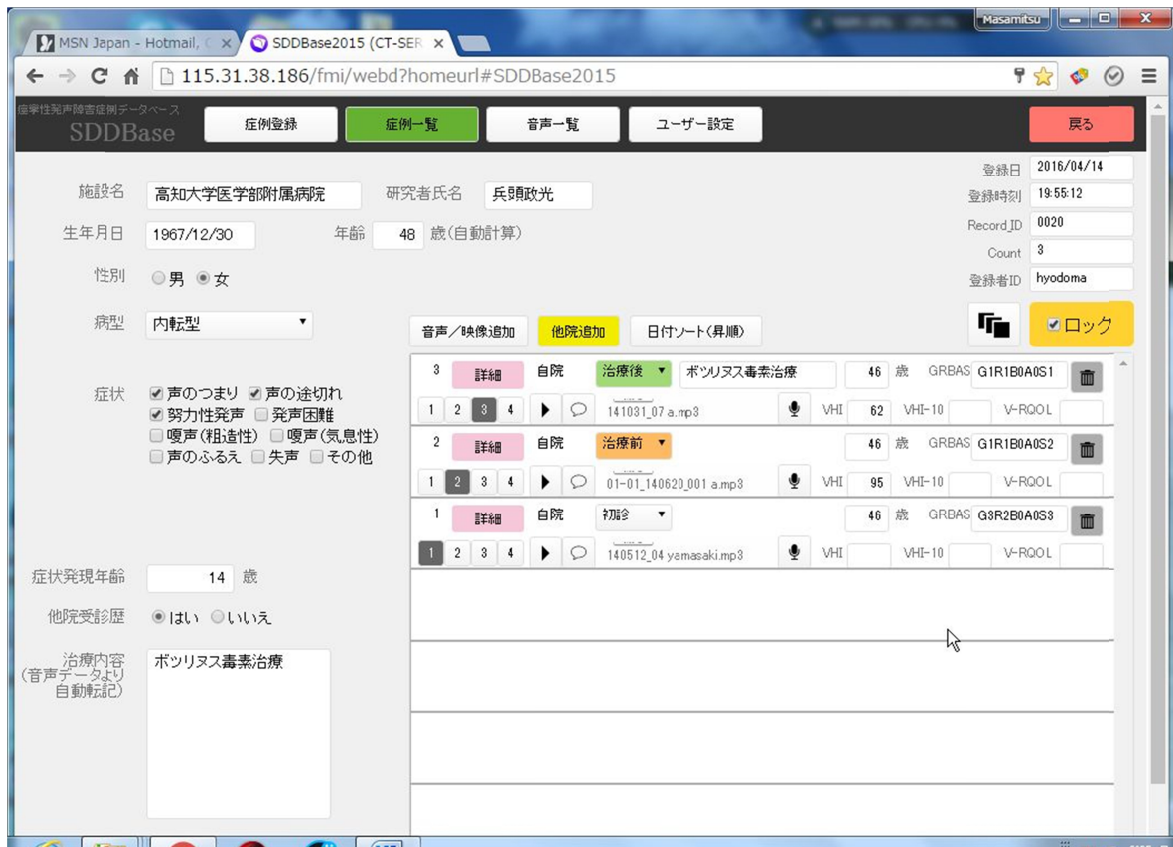 Masamitsu
MSN Japan - Hotmail, C
SDDBase2015 (CT-SER
115.31.38.186/fmi/webd?homeurl#SDDBase2015
痙攣性発声障害症例データベース
SDDBase
症例登録
症例一覧
音声一覧
ユーザー設定
戻る
登録日 2016/04/14
施設名 高知大学医学部附属病院 研究者氏名 兵頭政光
登録時刻 19:55:12
生年月日 1967/12/30 年齢 48 歳(自動計算)
Record_ID 0020
Count 3
性別 男 女
登録者ID hyodoma
病型 内転型
音声／映像追加 他院追加 日付ソート(昇順)
ロック
症状 声のつまり 声の途切れ
努力性発声 発声困難
嗄声(粗造性) 嗄声(気息性)
声のふるえ 失声 その他
3 詳細 自院 治療後 ボツリヌス毒素治療 46 歳 GRBAS G1R1B0A0S1
1 2 3 4 141031_07 a.mp3 VHI 62 VHI-10 V-RQOL
2 詳細 自院 治療前 46 歳 GRBAS G1R1B0A0S2
1 2 3 4 01-01_140620_001 a.mp3 VHI 95 VHI-10 V-RQOL
1 詳細 自院 初診 46 歳 GRBAS G3R2B0A0S3
1 2 3 4 140512_04 yamasaki.mp3 VHI VHI-10 V-RQOL
症状発現年齢 14 歳
他院受診歴 はい いいえ
治療内容
(音声データより
自動転記)
ボツリヌス毒素治療